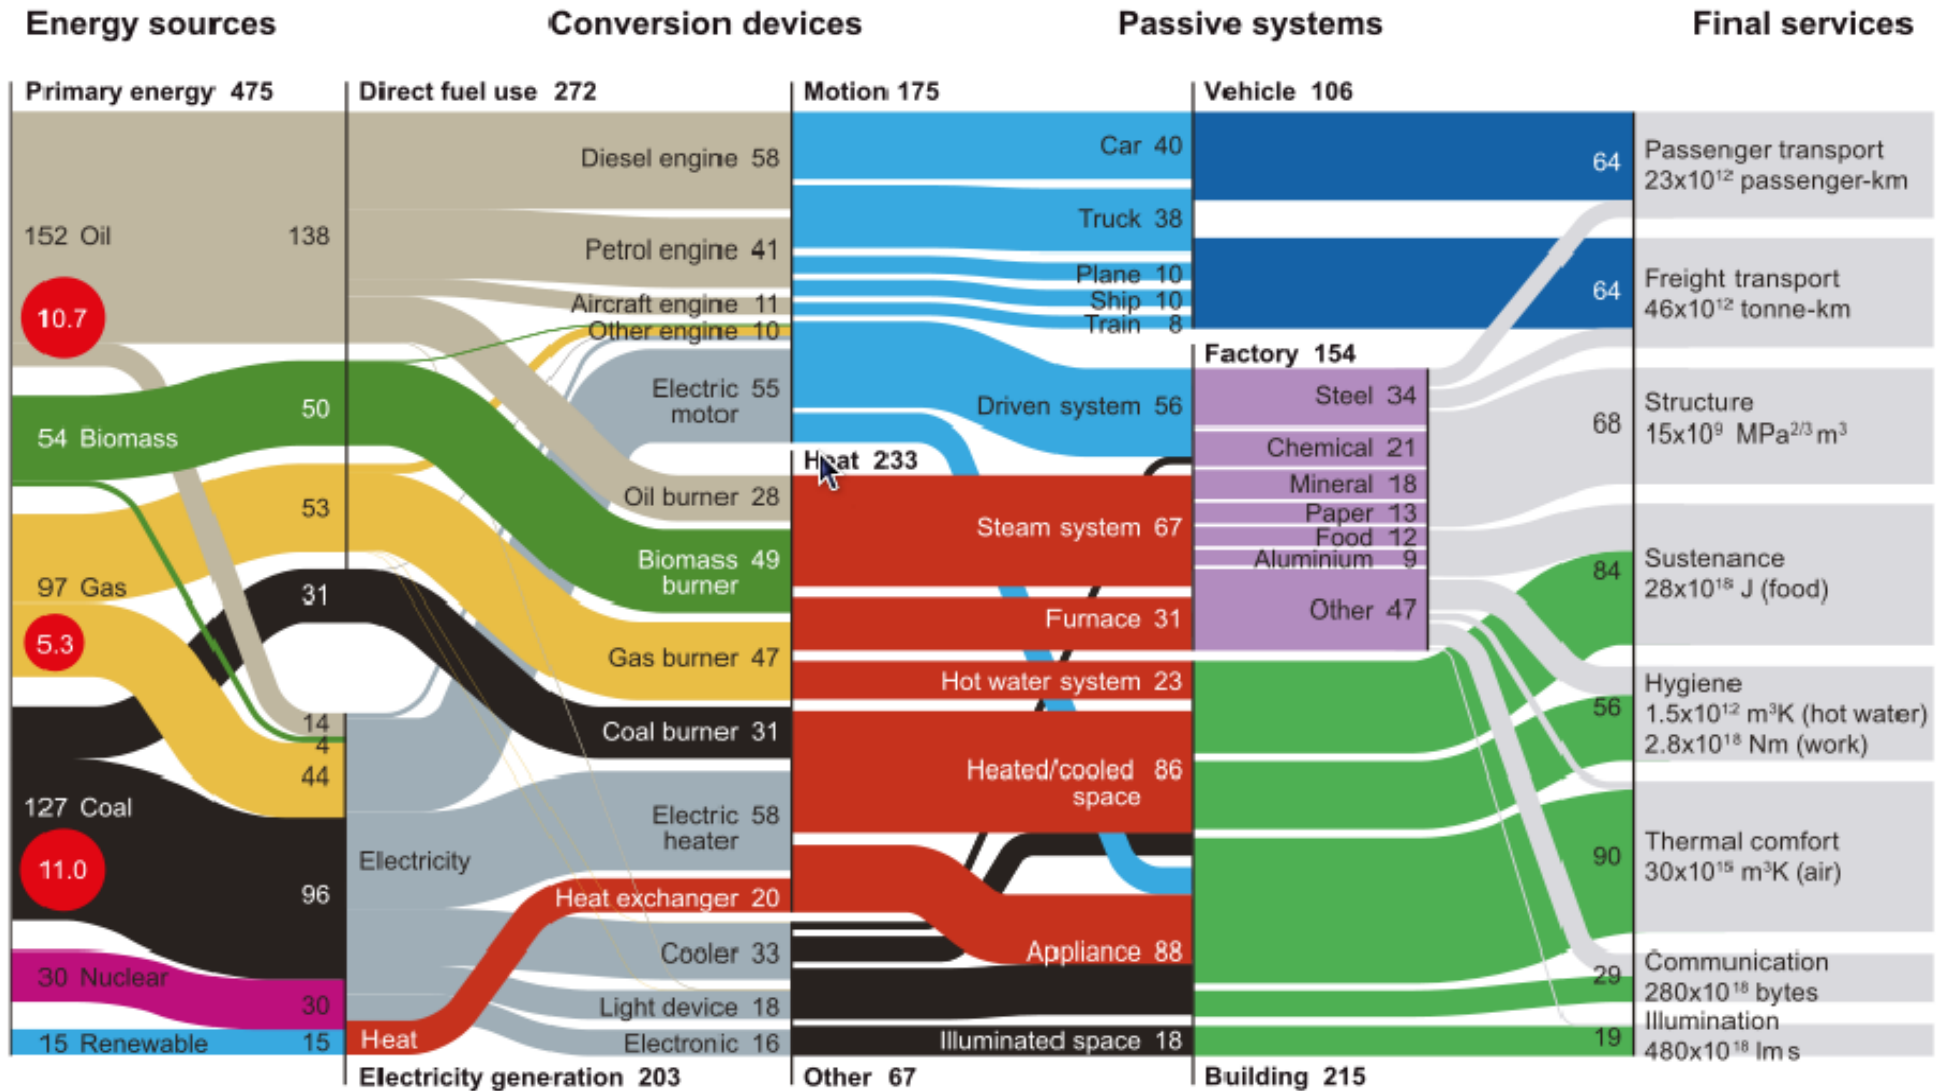 Energy sources
Conversion devices
Passive systems
Final services
Primary energy 475
Direct fuel use 272
Motion 175
Vehicle 106
152 Oil
138
10.7
54 Biomass
50
97 Gas
53
5.3
31
14
4
44
127 Coal
11.0
96
30 Nuclear
30
15 Renewable
15
Diesel engine 58
Petrol engine 41
Aircraft engine 11
Other engine 10
Electric 55
motor
Oil burner 28
Biomass 49
burner
Gas burner 47
Coal burner 31
Electricity
Electric 58
heater
Heat exchanger 20
Cooler 33
Light device 18
Heat
Electronic 16
Electricity generation 203
Car 40
Truck 38
Plane 10
Ship 10
Train 8
Driven system 56
Heat 233
Steam system 67
Furnace 31
Hot water system 23
Heated/cooled 86
space
Appliance 88
Illuminated space 18
Other 67
64
64
Factory 154
Steel 34
Chemical 21
Mineral 18
Paper 13
Food 12
Aluminium 9
Other 47
68
84
56
90
29
19
Building 215
Passenger transport
23x10¹² passenger-km
Freight transport
46x10¹² tonne-km
Structure
15x10⁹ MPa²ᐟ³ m³
Sustenance
28x10¹⁸ J (food)
Hygiene
1.5x10¹² m³K (hot water)
2.8x10¹⁸ Nm (work)
Thermal comfort
30x10¹⁵ m³K (air)
Communication
280x10¹⁸ bytes
Illumination
480x10¹⁸ lm s